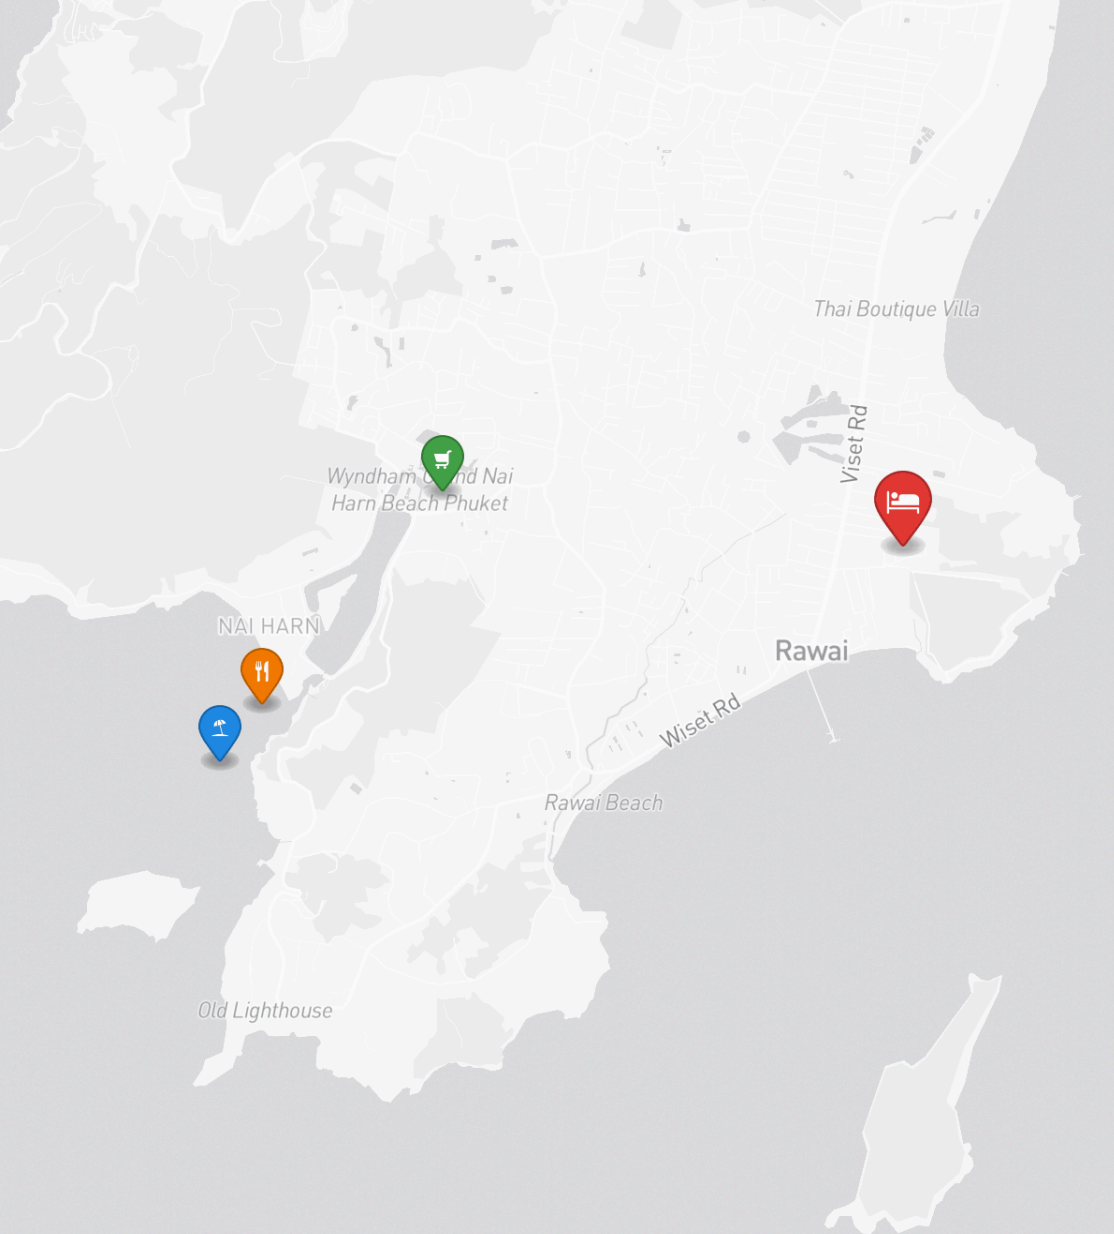 Thai Boutique Villa
Viset Rd
Wyndham Grand Nai
Harn Beach Phuket
NAI HARN
Rawai
Wiset Rd
Rawai Beach
Old Lighthouse